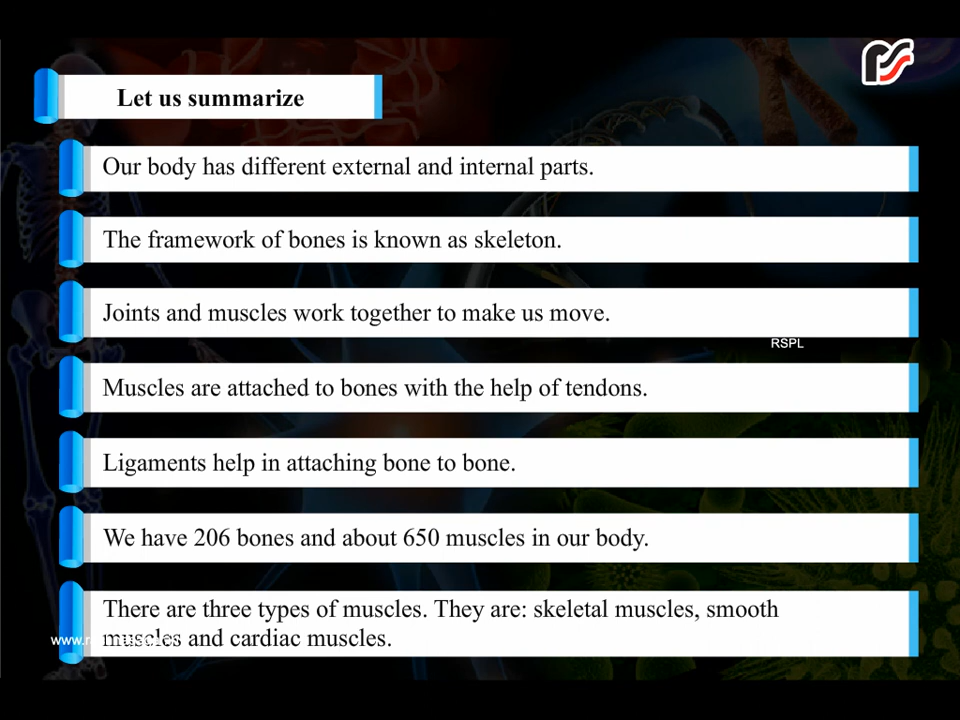 Let us summarize
Our body has different external and internal parts.
The framework of bones is known as skeleton.
Joints and muscles work together to make us move.
RSPL
Muscles are attached to bones with the help of tendons.
Ligaments help in attaching bone to bone.
We have 206 bones and about 650 muscles in our body.
There are three types of muscles. They are: skeletal muscles, smooth
muscles and cardiac muscles.